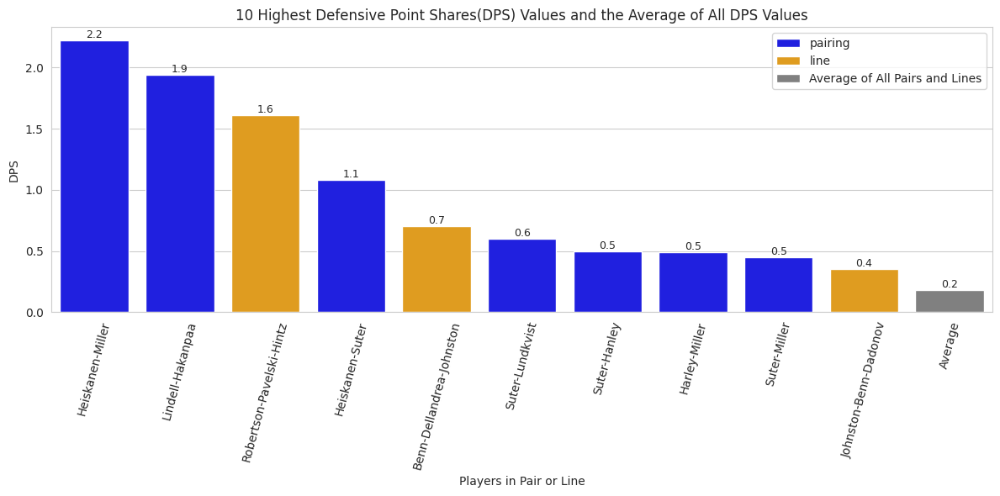 10 Highest Defensive Point Shares(DPS) Values and the Average of All DPS Values
pairing
line
Average of All Pairs and Lines
DPS
2.0
1.5
1.0
0.5
0.0
2.2
1.9
1.6
1.1
0.7
0.6
0.5
0.5
0.5
0.4
0.2
Heiskanen-Miller
Lindell-Hakanpaa
Robertson-Pavelski-Hintz
Heiskanen-Suter
Benn-Dellandrea-Johnston
Suter-Lundkvist
Suter-Hanley
Harley-Miller
Suter-Miller
Johnston-Benn-Dadonov
Average
Players in Pair or Line